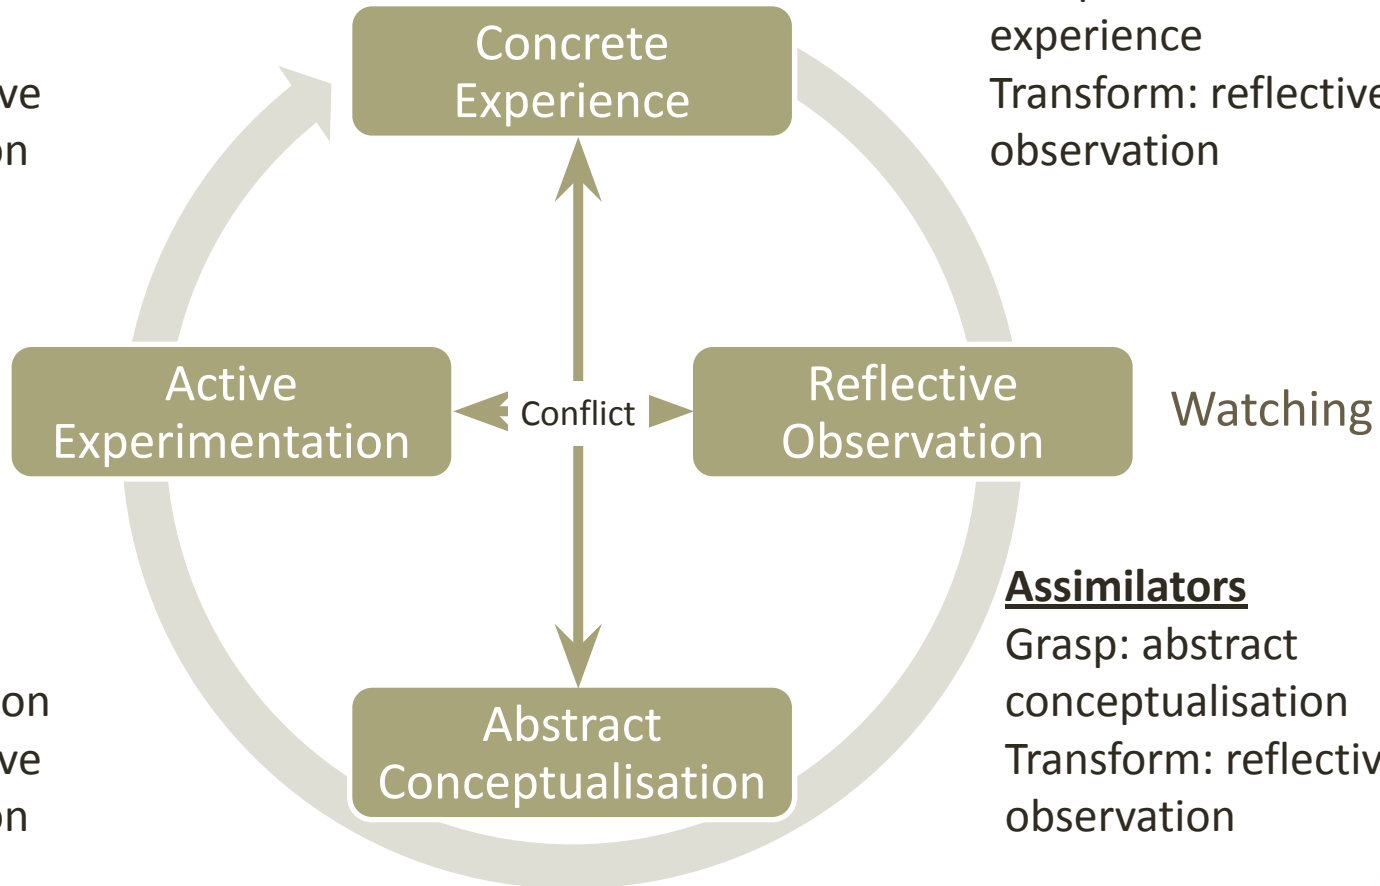 Concrete
Experience
experience
Transform: reflective
observation
Active
Experimentation
Conflict
Reflective
Observation
Watching
Abstract
Conceptualisation
Assimilators
Grasp: abstract
conceptualisation
Transform: reflectiv
observation